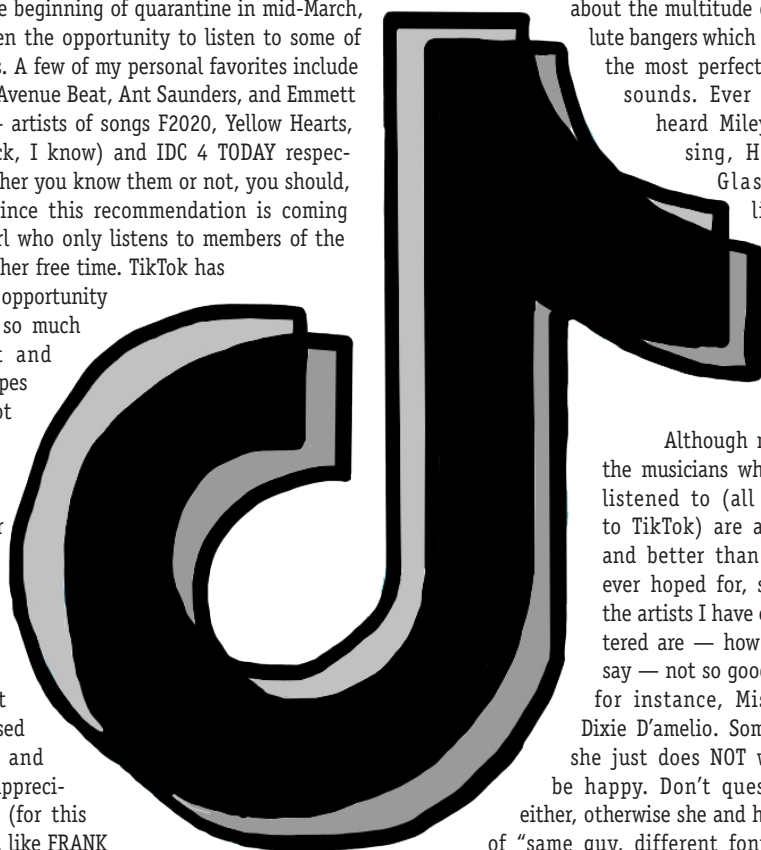 e beginning of quarantine in mid-March,
en the opportunity to listen to some of
s. A few of my personal favorites include
Avenue Beat, Ant Saunders, and Emmett
- artists of songs F2020, Yellow Hearts,
ck, I know) and IDC 4 TODAY respec-
her you know them or not, you should,
ince this recommendation is coming
rl who only listens to members of the
her free time. TikTok has
opportunity
so much
t and
pes
ot
r
t
sed
and
appreci-
(for this
like FRANK
about the multitude
lute bangers which
the most perfect
sounds. Ever
heard Miley
sing, H
Glas
li
Although
the musicians wh
listened to (all
to TikTok) are a
and better than
ever hoped for, s
the artists I have
tered are — how
say — not so good
for instance, Mis
Dixie D'amelio. Som
she just does NOT
be happy. Don't ques
either, otherwise she and h
of "same guy, different fon